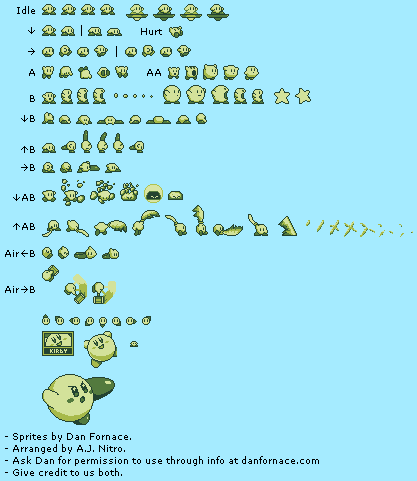 Idle
↓ | Hurt
→ |
A AA
B
↓B
↑B
→B
↓AB
↑AB
Air←B
Air→B
KIRBY
- Sprites by Dan Fornace.
- Arranged by A.J. Nitro.
- Ask Dan for permission to use through info at danfornace.com
- Give credit to us both.